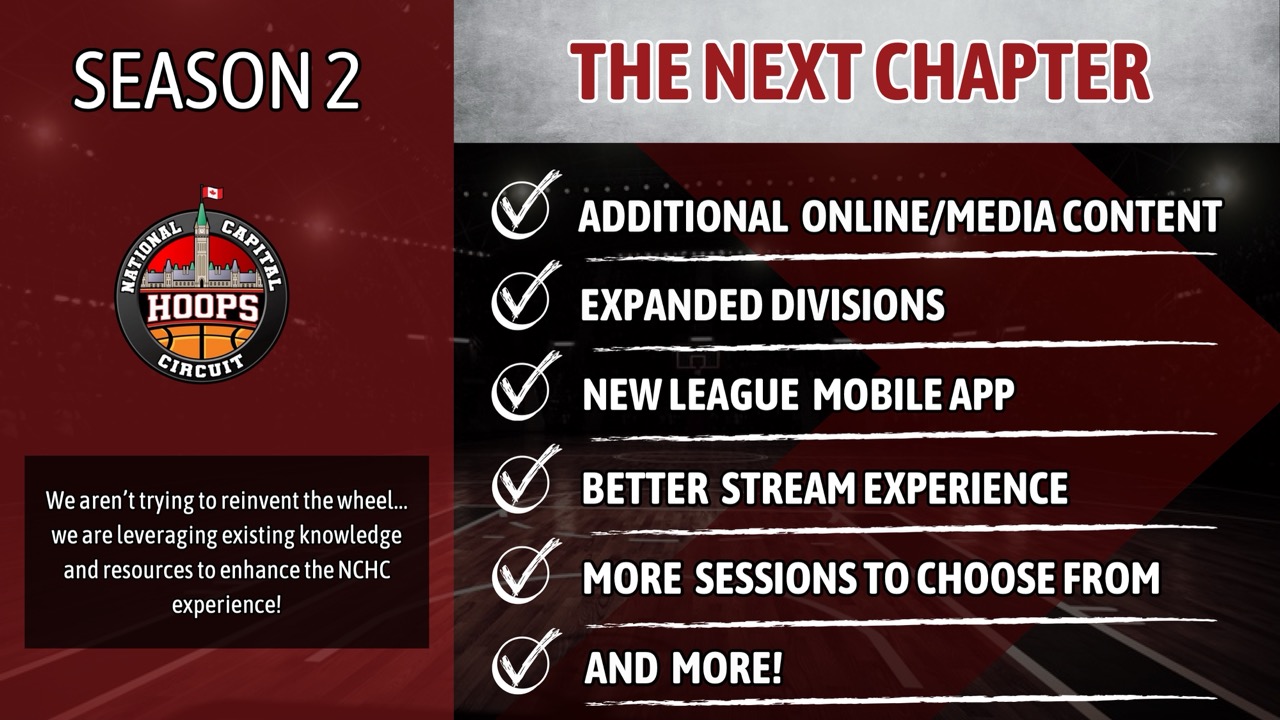 SEASON 2
NATIONAL CAPITAL
HOOPS
CIRCUIT
We aren’t trying to reinvent the wheel...
we are leveraging existing knowledge
and resources to enhance the NCHC
experience!
THE NEXT CHAPTER
ADDITIONAL ONLINE/MEDIA CONTENT
EXPANDED DIVISIONS
NEW LEAGUE MOBILE APP
BETTER STREAM EXPERIENCE
MORE SESSIONS TO CHOOSE FROM
AND MORE!